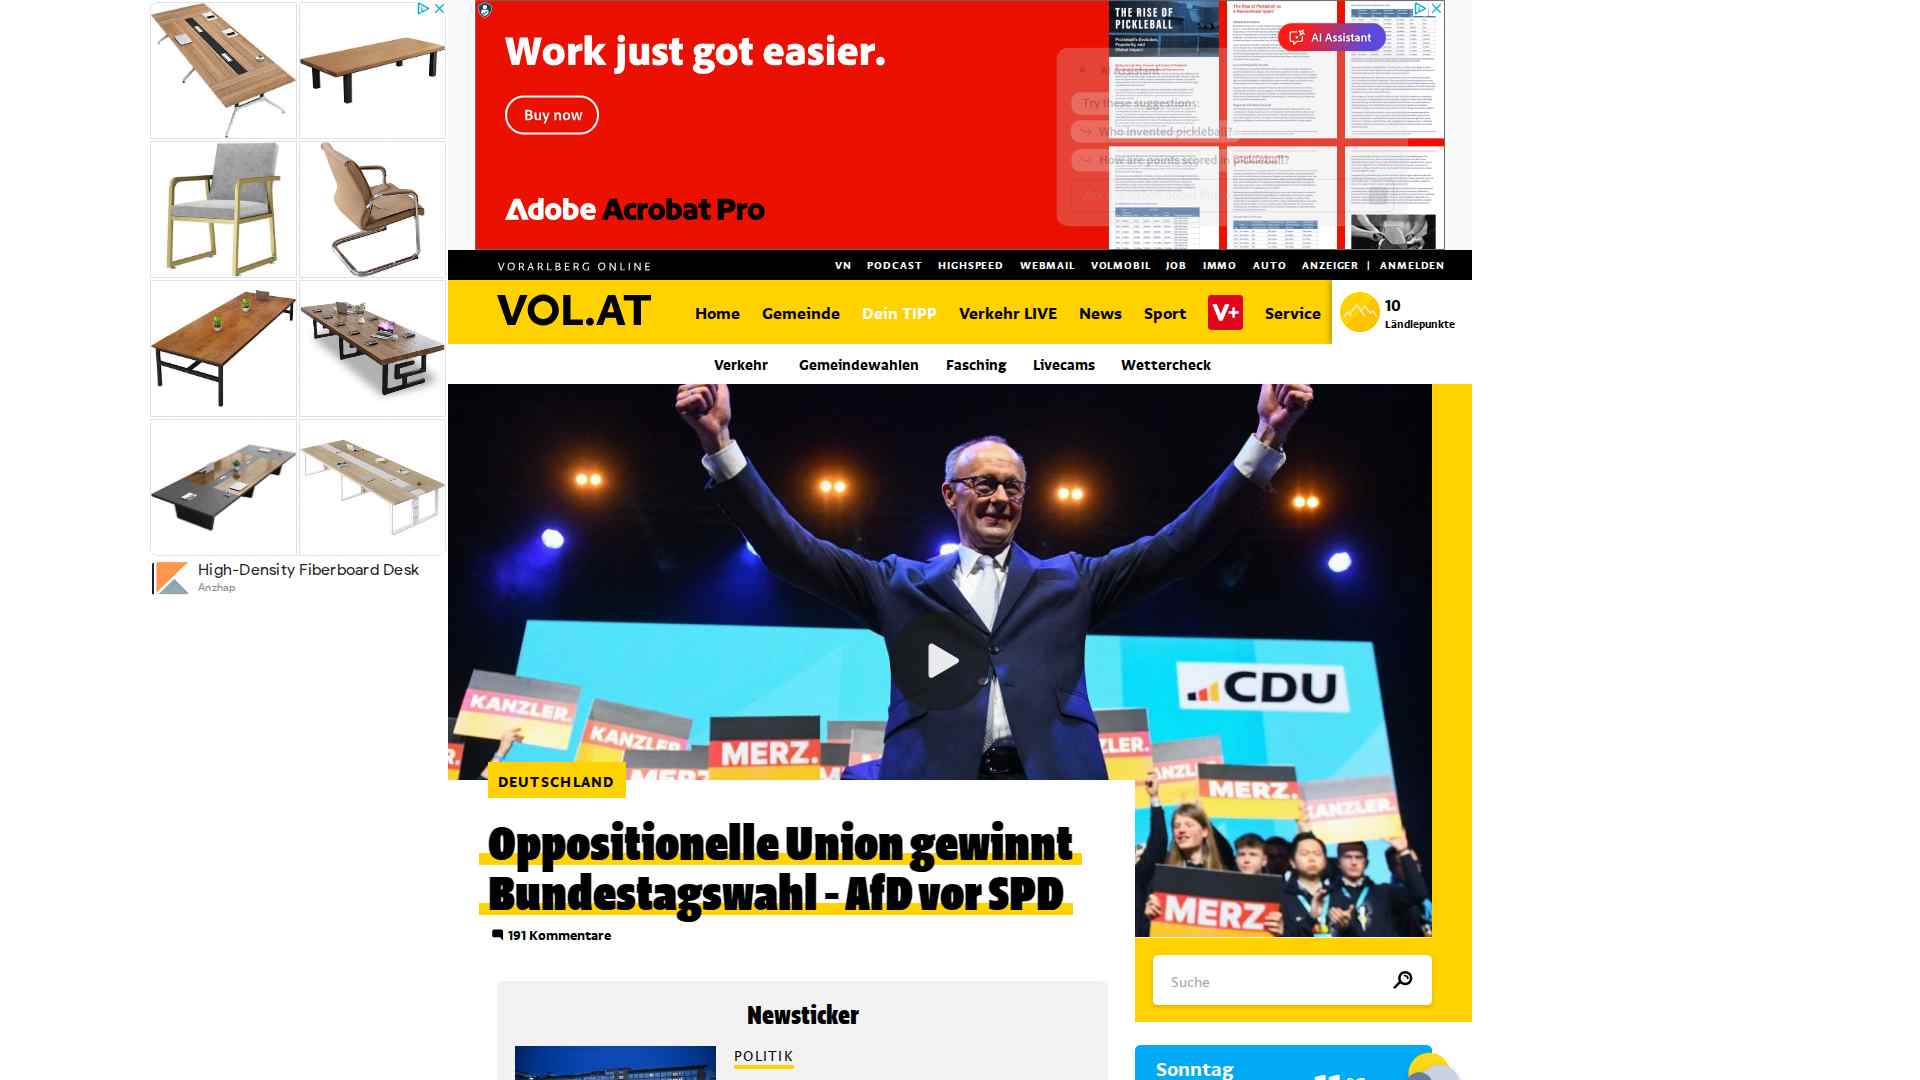 High-Density Fiberboard Desk
Anzhap
Work just got easier.
Buy now
Adobe Acrobat Pro
THE RISE OF
PICKLEBALL
AI Assistant
Try these suggestions:
Who invented pickleball?
How are points scored in pickleball?
VORARLBERG ONLINE
VN PODCAST HIGHSPEED WEBMAIL VOLMOBIL JOB IMMO AUTO ANZEIGER | ANMELDEN
VOL.AT
Home Gemeinde Dein TIPP Verkehr LIVE News Sport V+ Service
10
Ländlepunkte
Verkehr Gemeindewahlen Fasching Livecams Wettercheck
CDU
KANZLER.
KANZLER.
MERZ.
MERZ.
KANZLER.
MERZ.
DEUTSCHLAND
Oppositionelle Union gewinnt
Bundestagswahl - AfD vor SPD
191 Kommentare
Suche
Newsticker
POLITIK
Sonntag